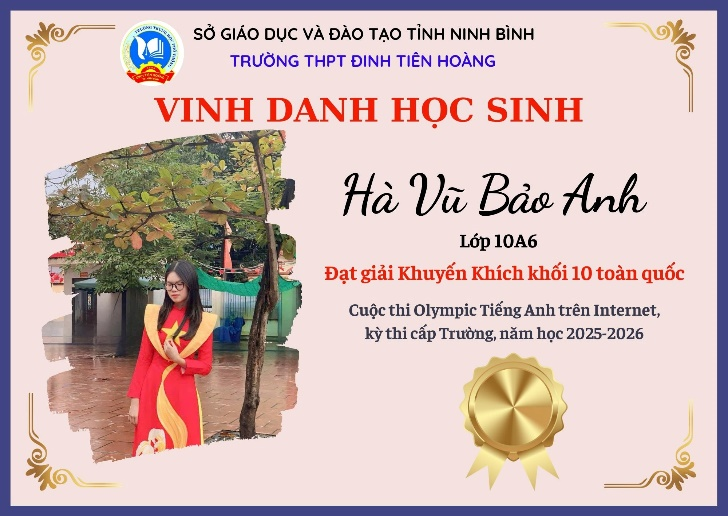 SỞ GIÁO DỤC VÀ ĐÀO TẠO TỈNH NINH BÌNH
TRƯỜNG THPT ĐINH TIÊN HOÀNG
VINH DANH HỌC SINH
Hà Vũ Bảo Anh
Lớp 10A6
Đạt giải Khuyến Khích khối 10 toàn quốc
Cuộc thi Olympic Tiếng Anh trên Internet,
kỳ thi cấp Trường, năm học 2025-2026